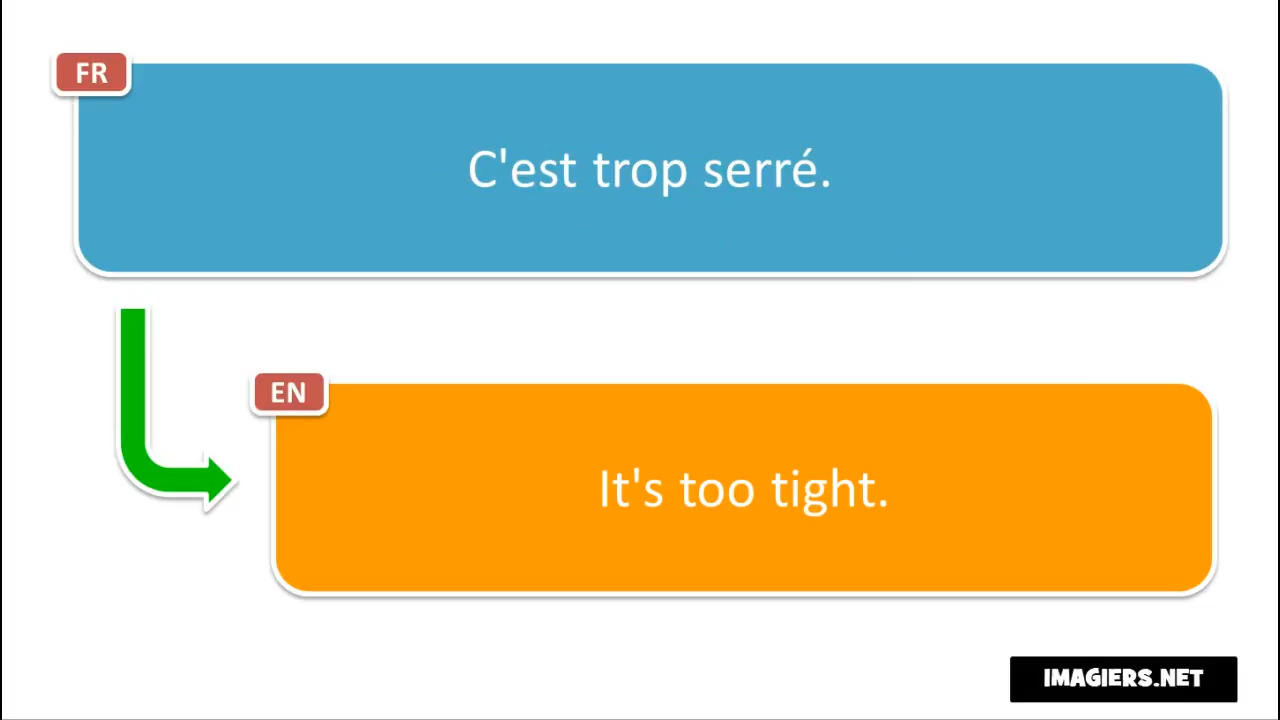 FR
C'est trop serré.
EN
It's too tight.
IMAGIERS.NET